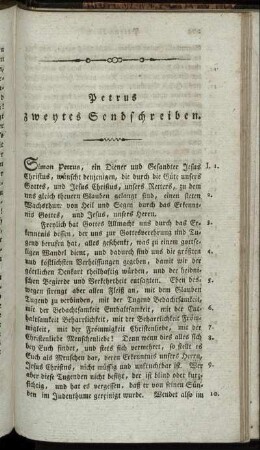 Petrus
zweytes Sendschreiben.
Simon Petrus, ein Diener und Gesandter Jesus I. 1.
Christus, wünscht denjenigen, die durch die Güte unsers
Gottes, und Jesus Christus, unsers Retters, zu dem
uns gleich theuern Glauben gelangt sind, einen steten 2.
Wachsthum von Heil und Segen durch das Erkennt-
niß Gottes, und Jesus, unsers Herrn.
Freylich hat Gottes Allmacht uns durch das Er- 3.
kenntniß dessen, der uns zur Gottesverehrung und Tu-
gend berufen hat, alles geschenkt, was zu einem gottse-
ligen Wandel dient, und dadurch sind uns die größten 4.
und köstlichsten Verheißungen gegeben, damit wir der
göttlichen Denkart theilhaftig würden, und der heidni-
schen Begierde und Verkehrtheit entsagten. Eben des- 5.
wegen strengt aber allen Fleiß an, mit dem Glauben
Tugend zu verbinden, mit der Tugend Bedachtsamkeit,
mit der Bedachtsamkeit Enthaltsamkeit, mit der Ent- 6.
haltsamkeit Beharrlichkeit, mit der Beharrlichkeit Fröm-
migkeit, mit der Frömmigkeit Christenliebe, mit der 7.
Christenliebe Menschenliebe! Denn wenn dies alles sich 8.
bey Euch findet, und stets sich vermehret, so stellt es
Euch als Menschen dar, deren Erkenntniß unsers Herrn,
Jesus Christus, nicht müßig und unfruchtbar ist. Wer 9.
aber diese Tugenden nicht besitzt, der ist blind oder kurz-
sichtig, und hat es vergessen, daß er von seinen Sün-
den im Judenthume gereinigt wurde. Wendet also im 10.